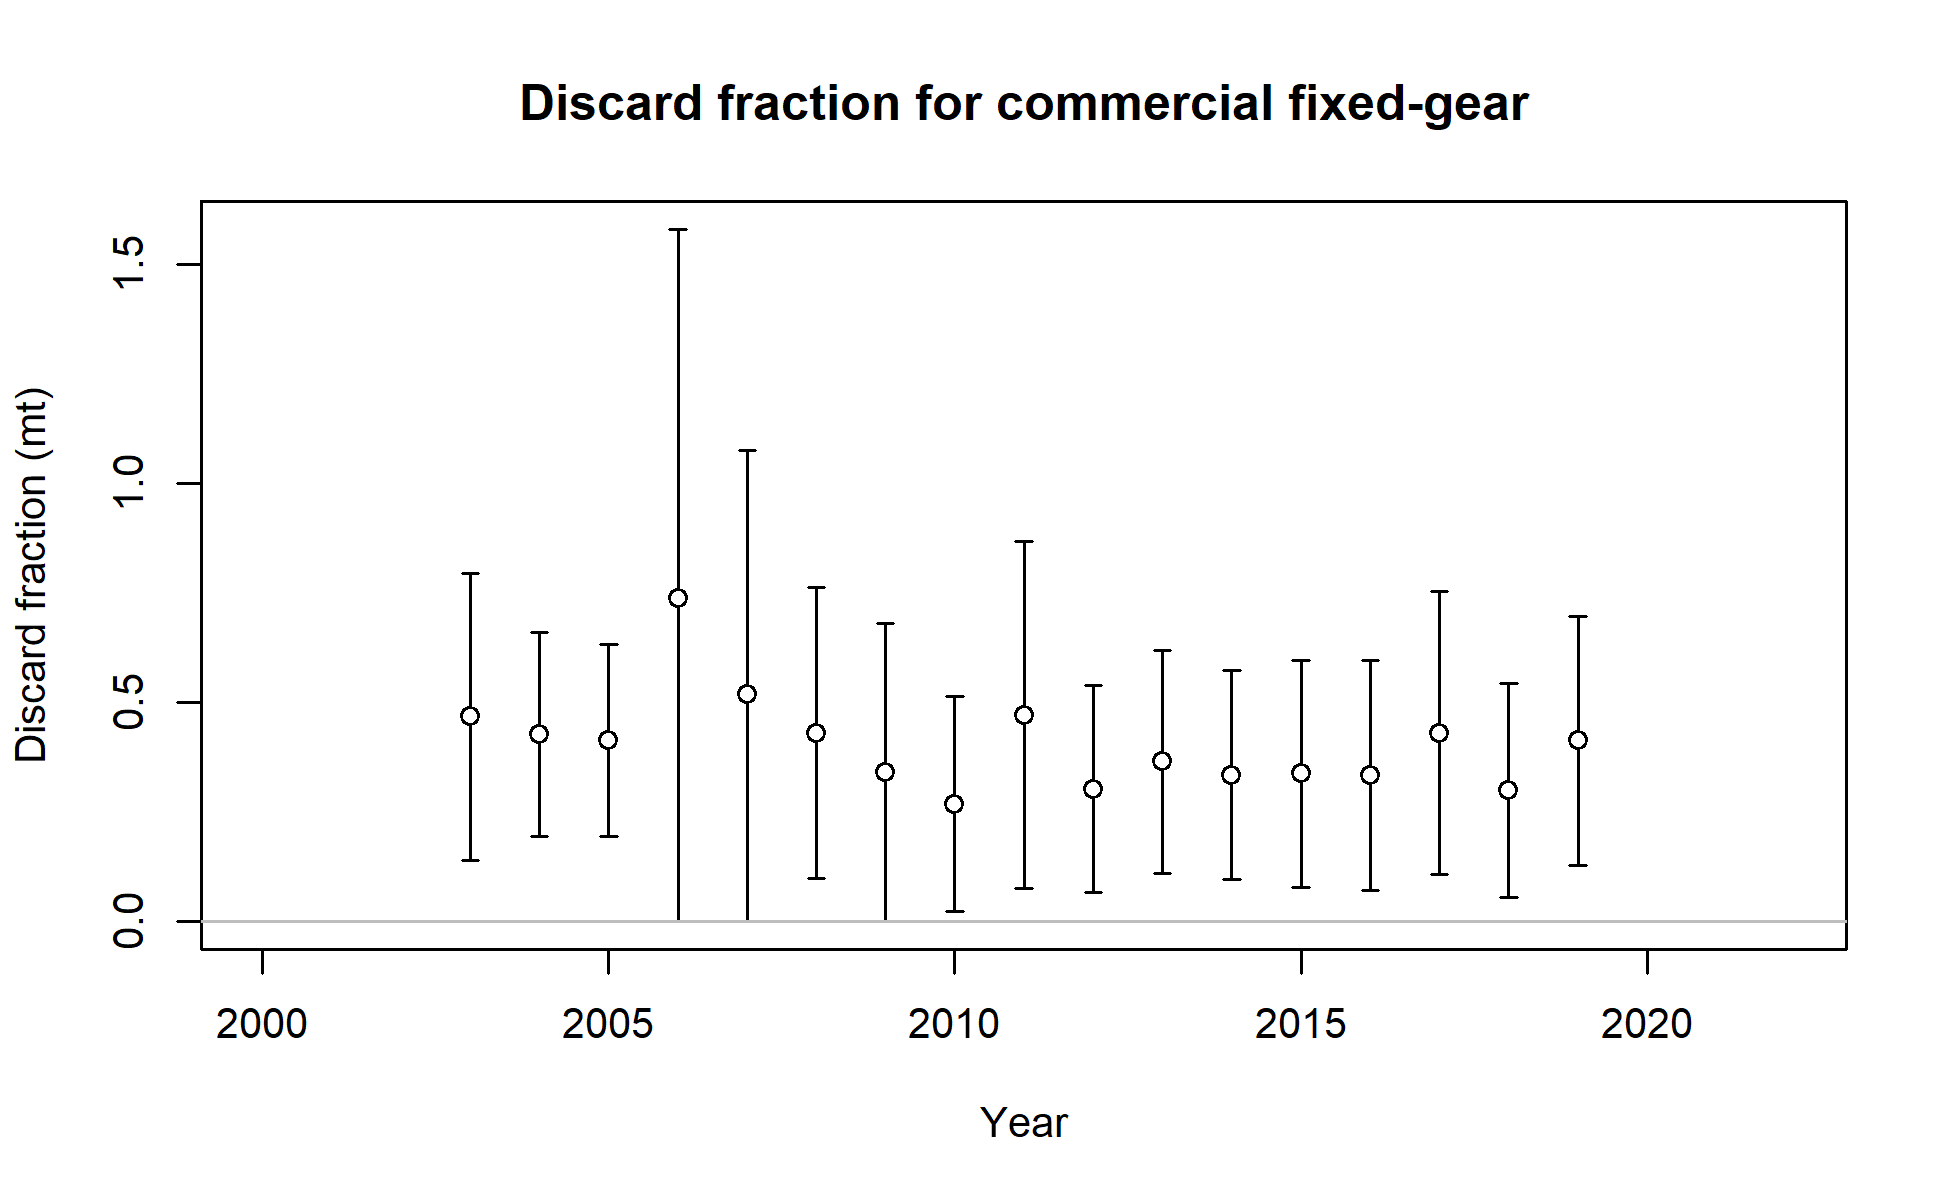 Discard fraction for commercial fixed-gear
Discard fraction (mt)
1.5
1.0
0.5
0.0
2000 2005 2010 2015 2020
Year